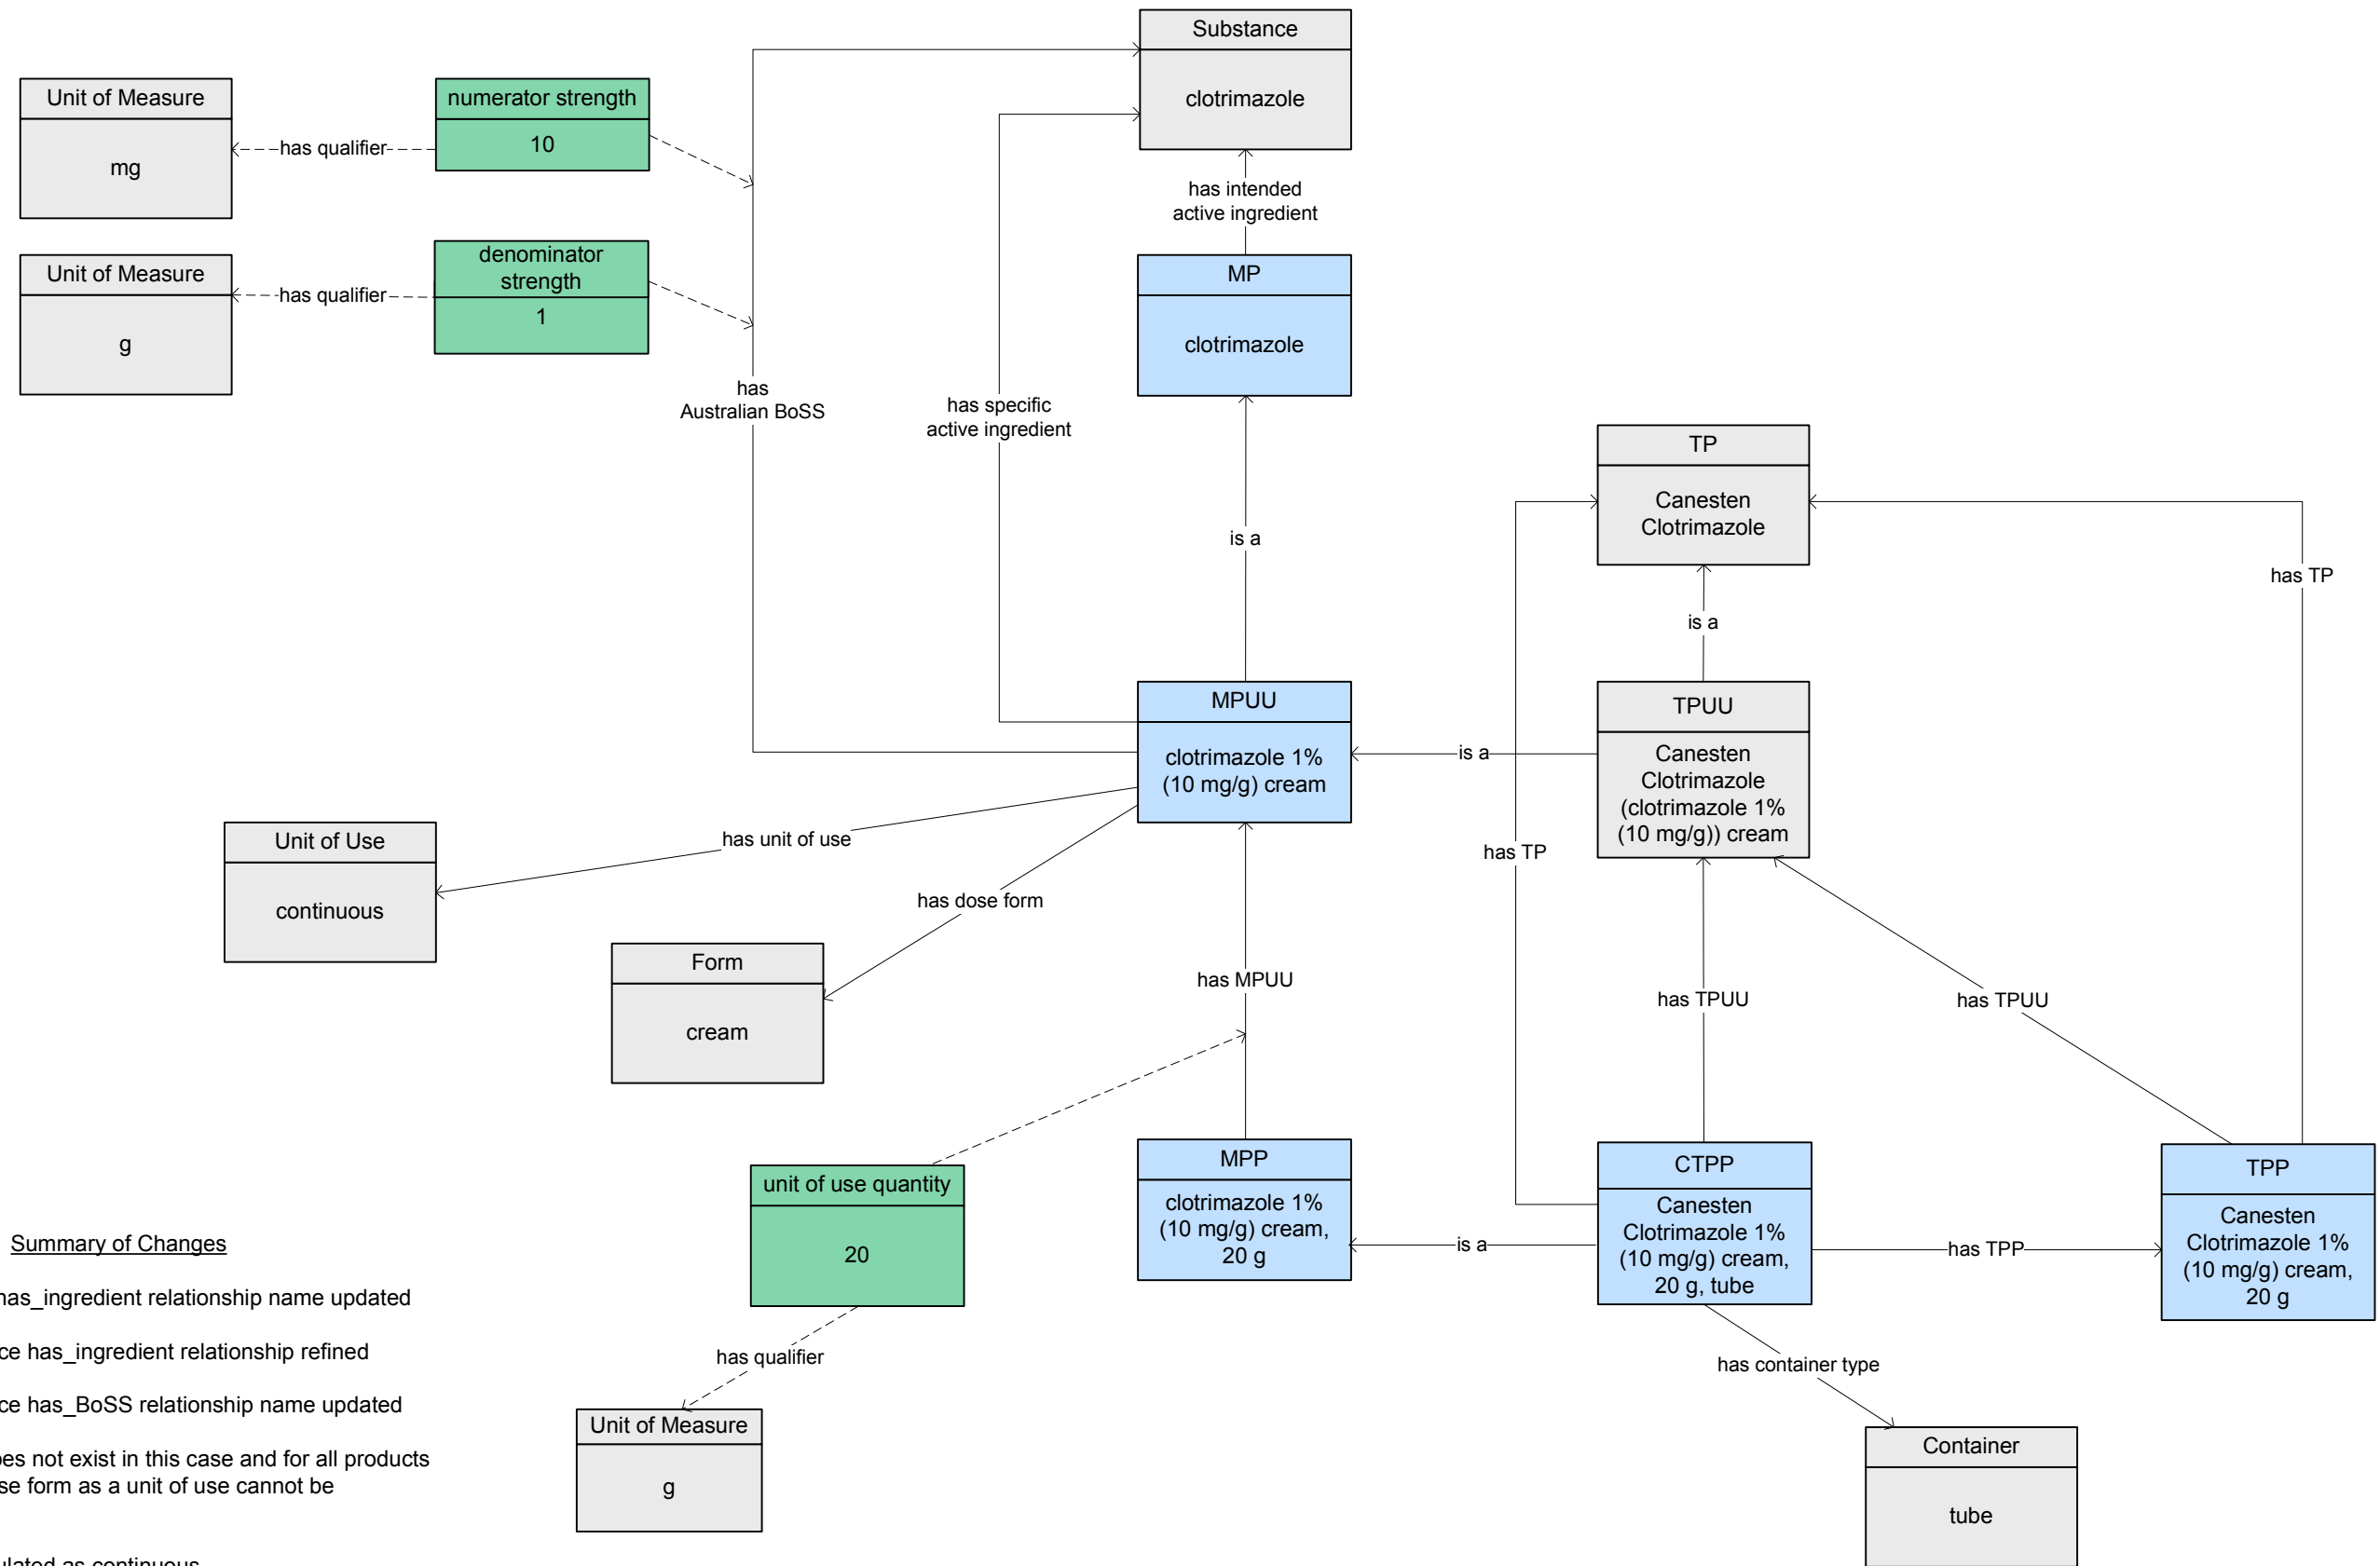 Substance
clotrimazole
Unit of Measure
mg
has qualifier
numerator strength
10
Unit of Measure
g
has qualifier
denominator
strength
1
has intended
active ingredient
MP
clotrimazole
has
Australian BoSS
has specific
active ingredient
is a
TP
Canesten
Clotrimazole
has TP
is a
MPUU
clotrimazole 1%
(10 mg/g) cream
is a
TPUU
Canesten
Clotrimazole
(clotrimazole 1%
(10 mg/g)) cream
has TP
Unit of Use
continuous
has unit of use
has dose form
Form
cream
has MPUU
has TPUU
has TPUU
unit of use quantity
20
MPP
clotrimazole 1%
(10 mg/g) cream,
20 g
is a
CTPP
Canesten
Clotrimazole 1%
(10 mg/g) cream,
20 g, tube
has TPP
TPP
Canesten
Clotrimazole 1%
(10 mg/g) cream,
20 g
has qualifier
Unit of Measure
g
has container type
Container
tube
Summary of Changes
has_ingredient relationship name updated
has_ingredient relationship refined
has_BoSS relationship name updated
not exist in this case and for all products
form as a unit of use cannot be
as continuous